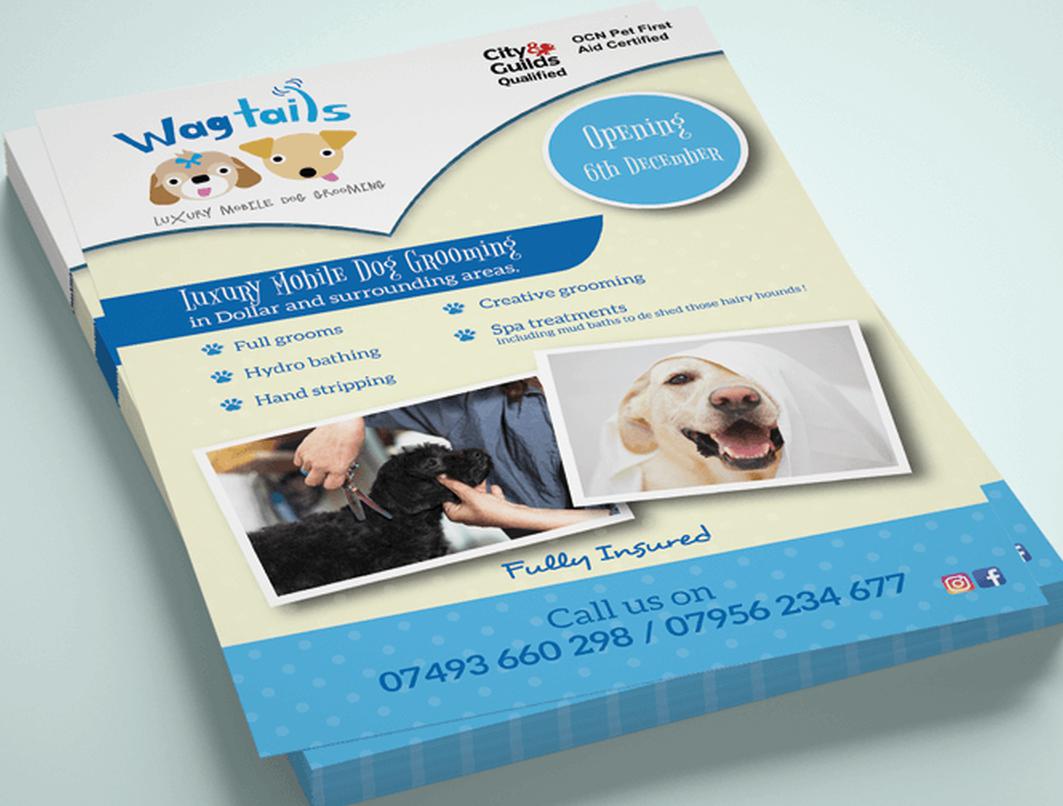 Wagtails
Luxury Mobile Dog Grooming
City & Guilds
Qualified
OCN Pet First
Aid Certified
Opening
6th December
Luxury Mobile Dog Grooming
in Dollar and surrounding areas.
Full grooms
Hydro bathing
Hand stripping
Creative grooming
Spa treatments
including mud baths to de shed those hairy hounds!
Fully Insured
Call us on
07493 660 298 / 07956 234 677